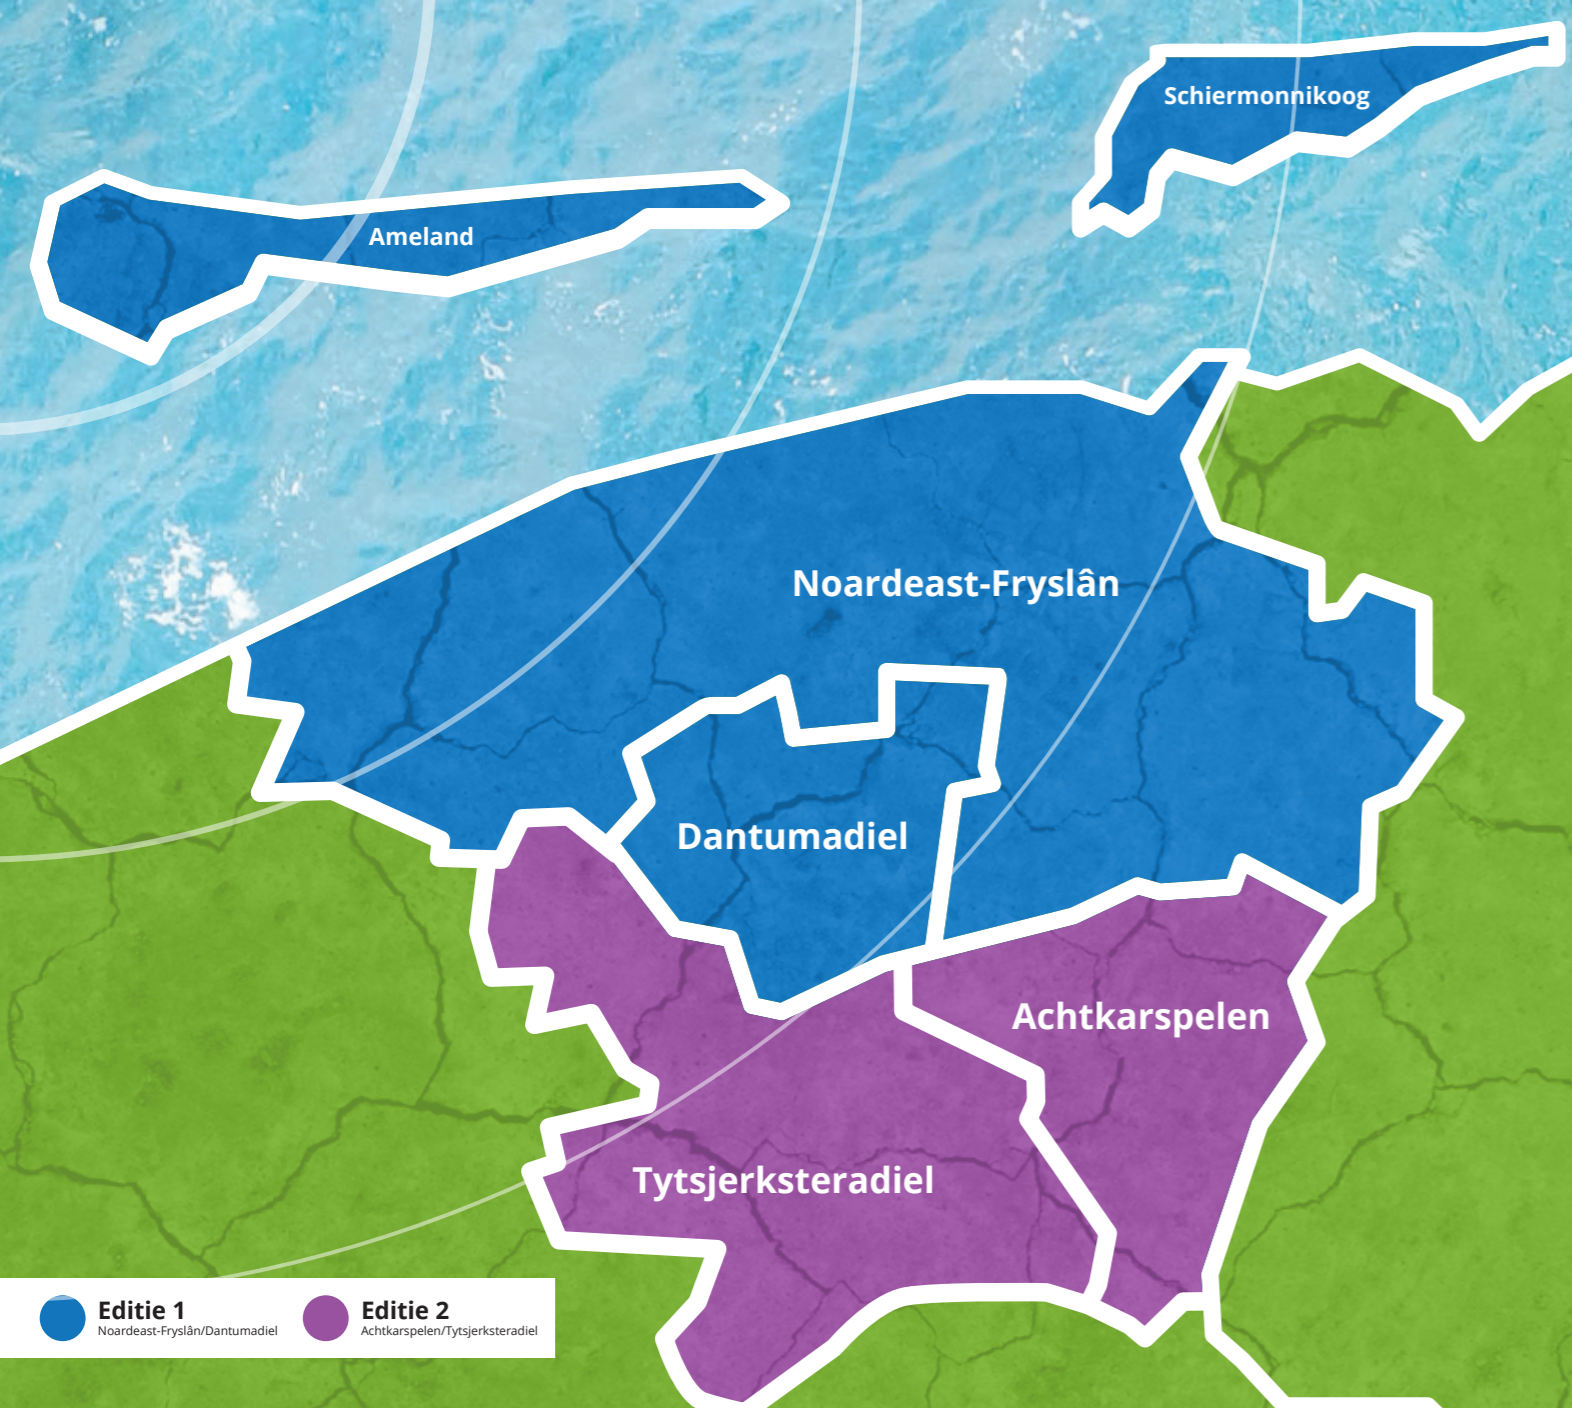 Schiermonnikoog
Ameland
Noardeast-Fryslân
Dantumadiel
Achtkarspelen
Tytsjerksteradiel
Editie 1
Noardeast-Fryslân/Dantumadiel
Editie 2
Achtkarspelen/Tytsjerksteradiel